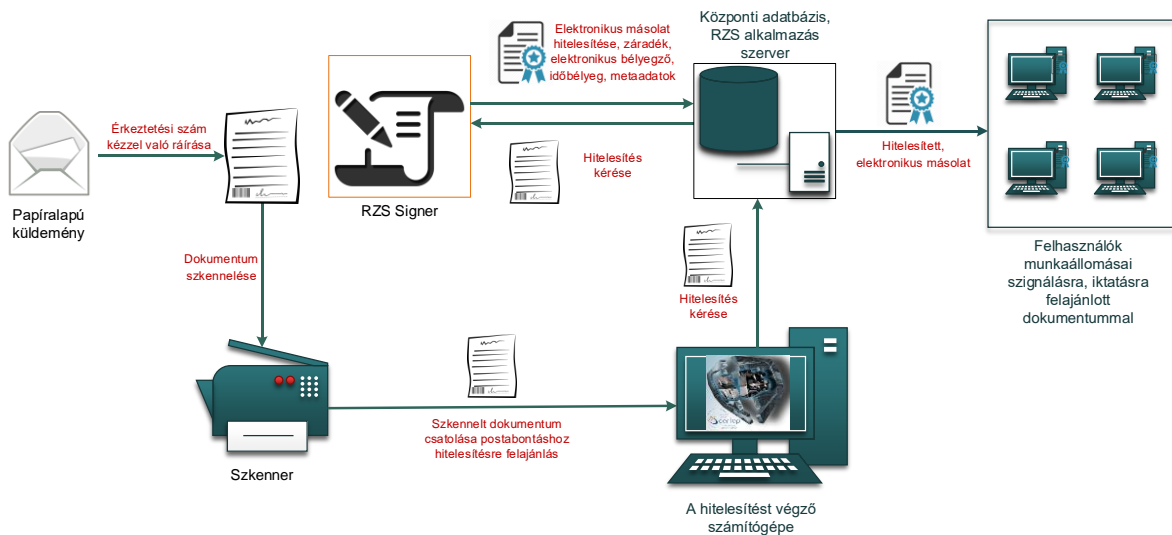 Elektronikus másolat
hitelesítése, záradék,
elektronikus bélyegző,
időbélyeg, metaadatok
Központi adatbázis,
RZS alkalmazás
szerver
Érkeztetési szám
kézzel való ráírása
Hitelesítés
kérése
Hitelesített,
elektronikus másolat
Papíralapú
küldemény
RZS Signer
Dokumentum
szkennelése
Hitelesítés
kérése
Felhasználók
munkaállomásai
szignálásra, iktatásra
felajánlott
dokumentummal
Szkennelt dokumentum
csatolása postabontáshoz
hitelesítésre felajánlás
Szkenner
A hitelesítést végző
számítógépe